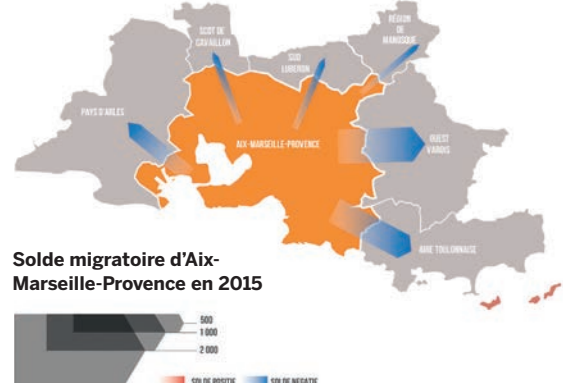 SCOT DE
CAVAILLON
SUD
LUBERON
RÉGION
DE
MANOSQUE
PAYS D'ARLES
AIX-MARSEILLE-PROVENCE
OUEST
VAROIS
AIRE TOULONNAISE
Solde migratoire d'Aix-
Marseille-Provence en 2015
500
1 000
2 000
SOLDE POSITIF
SOLDE NEGATIF